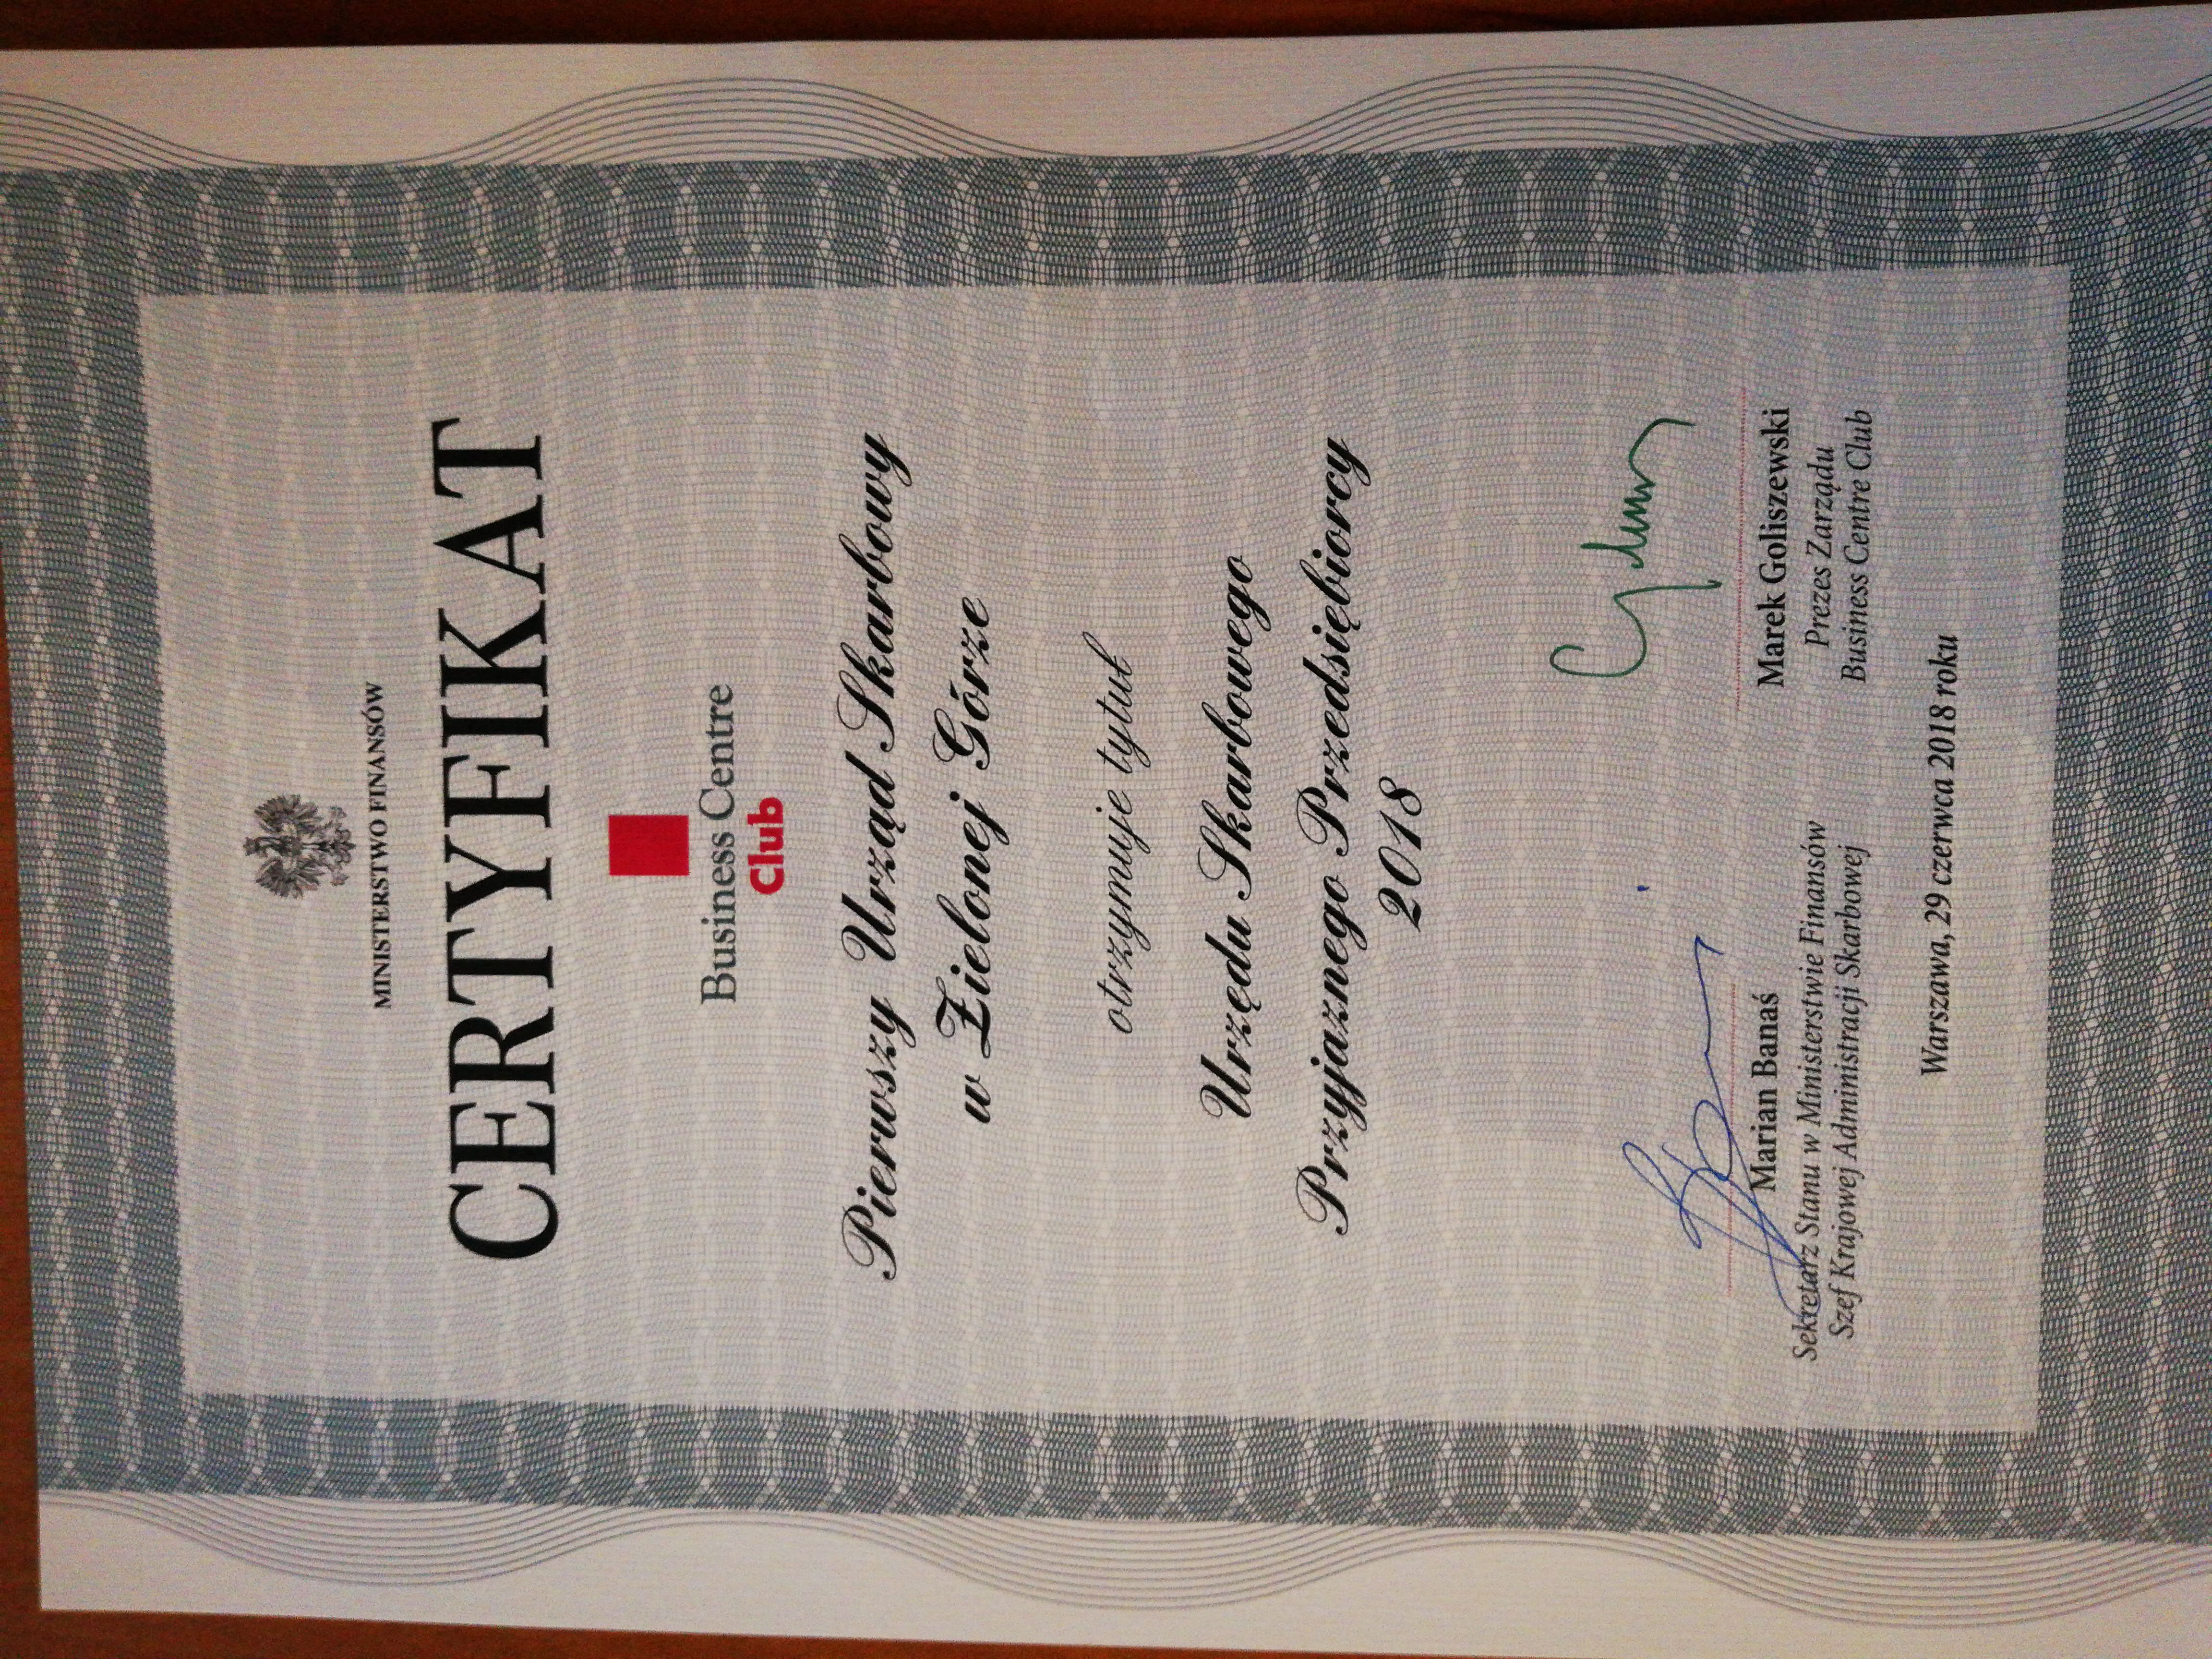 MINISTERSTWO FINANSÓW
CERTYFIKAT
Business Centre
Club
Pierwszy Urząd Skarbowy
w Zielonej Górze
otrzymuje tytuł
Urzędu Skarbowego
Przyjaznego Przedsiębiorcy
2018
Marian Banaś
Sekretarz Stanu w Ministerstwie Finansów
Szef Krajowej Administracji Skarbowej
Marek Goliszewski
Prezes Zarządu
Business Centre Club
Warszawa, 29 czerwca 2018 roku